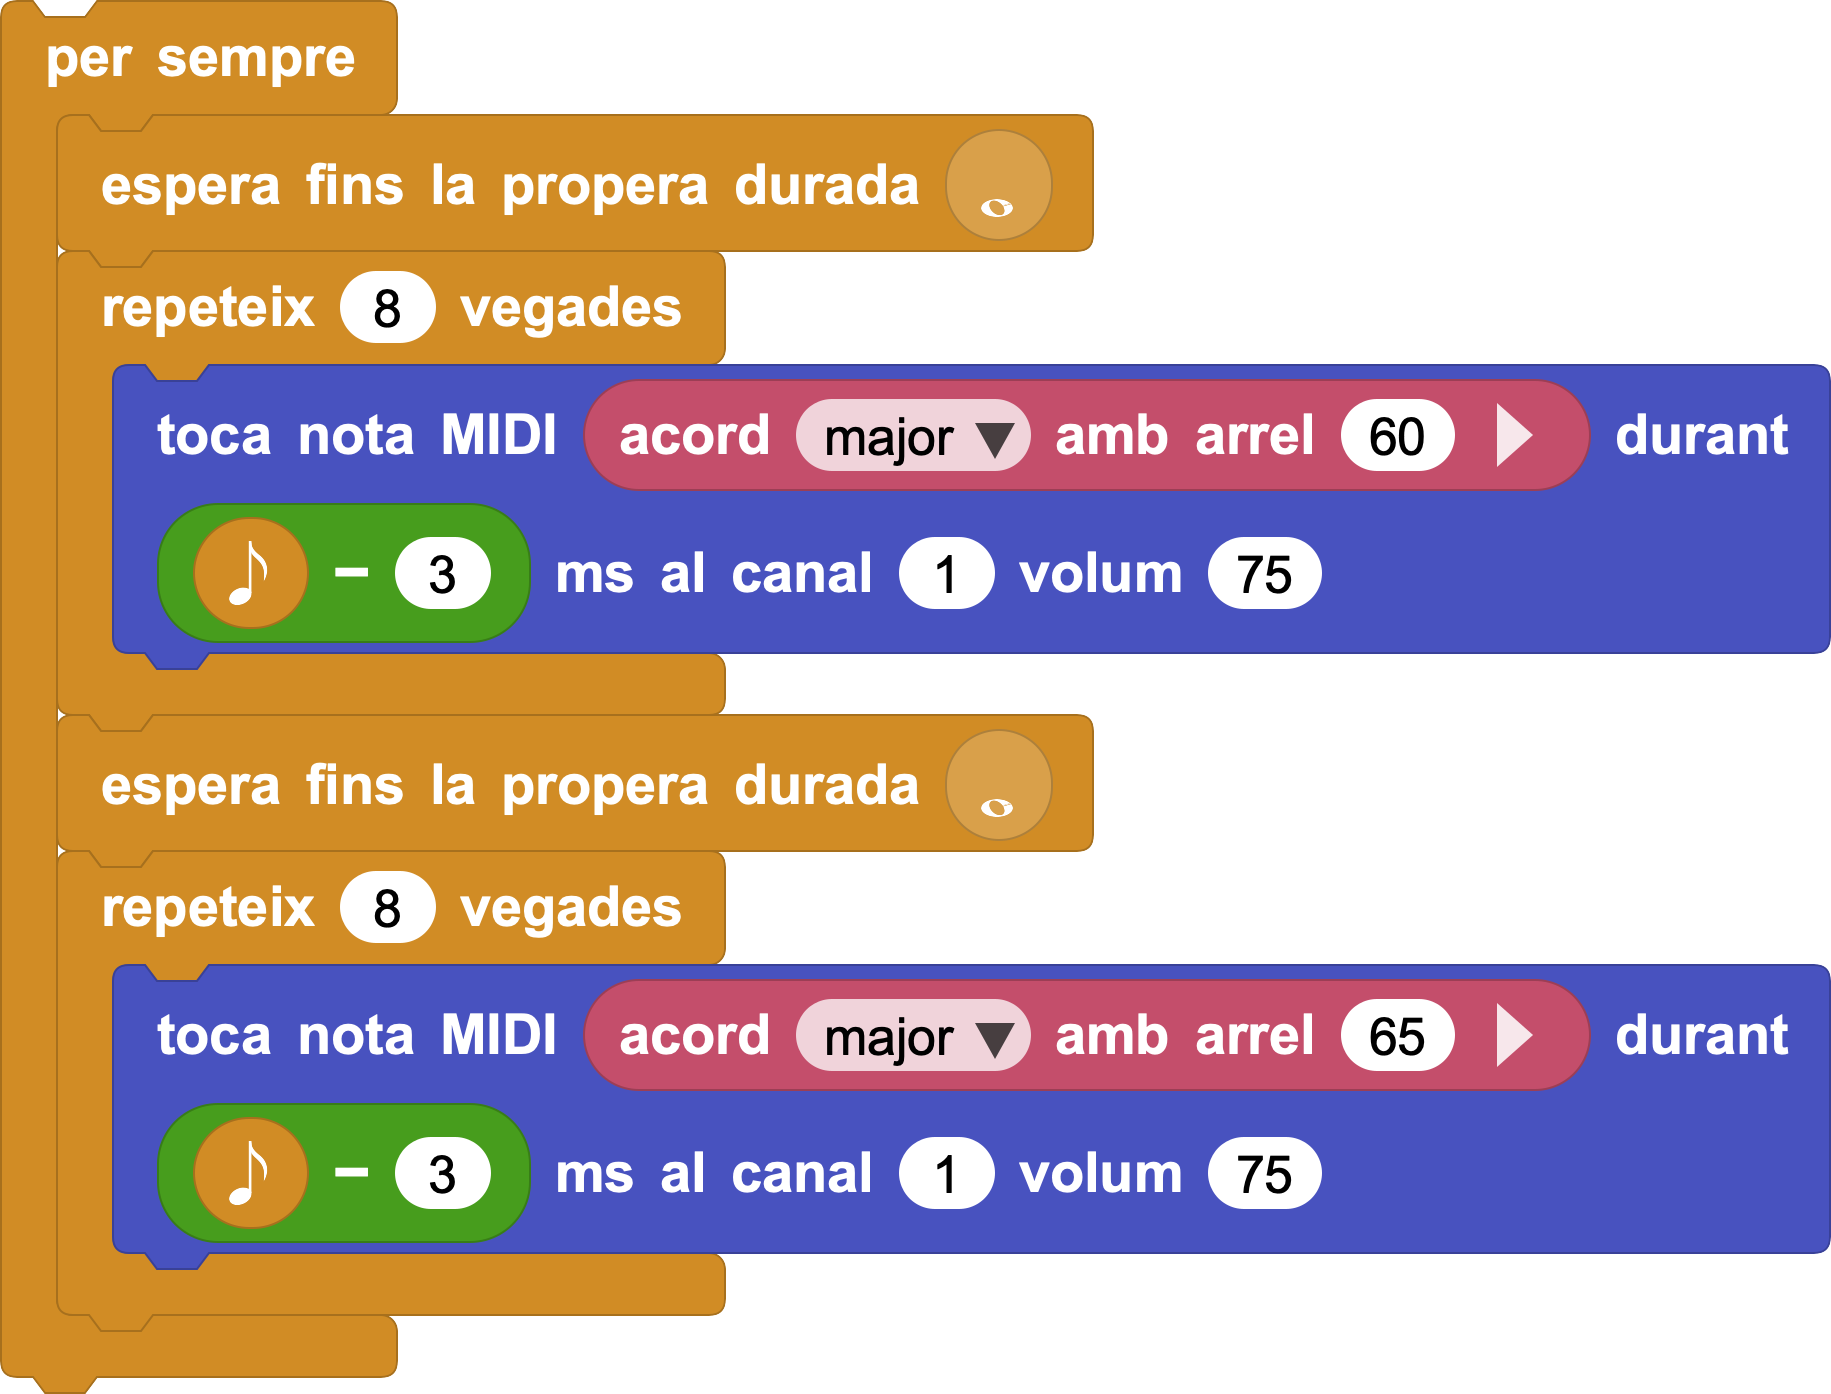 per sempre
espera fins la propera durada
repeteix 8 vegades
toca nota MIDI acord major ▼ amb arrel 60 durant
♪ − 3 ms al canal 1 volum 75
espera fins la propera durada
repeteix 8 vegades
toca nota MIDI acord major ▼ amb arrel 65 durant
♪ − 3 ms al canal 1 volum 75